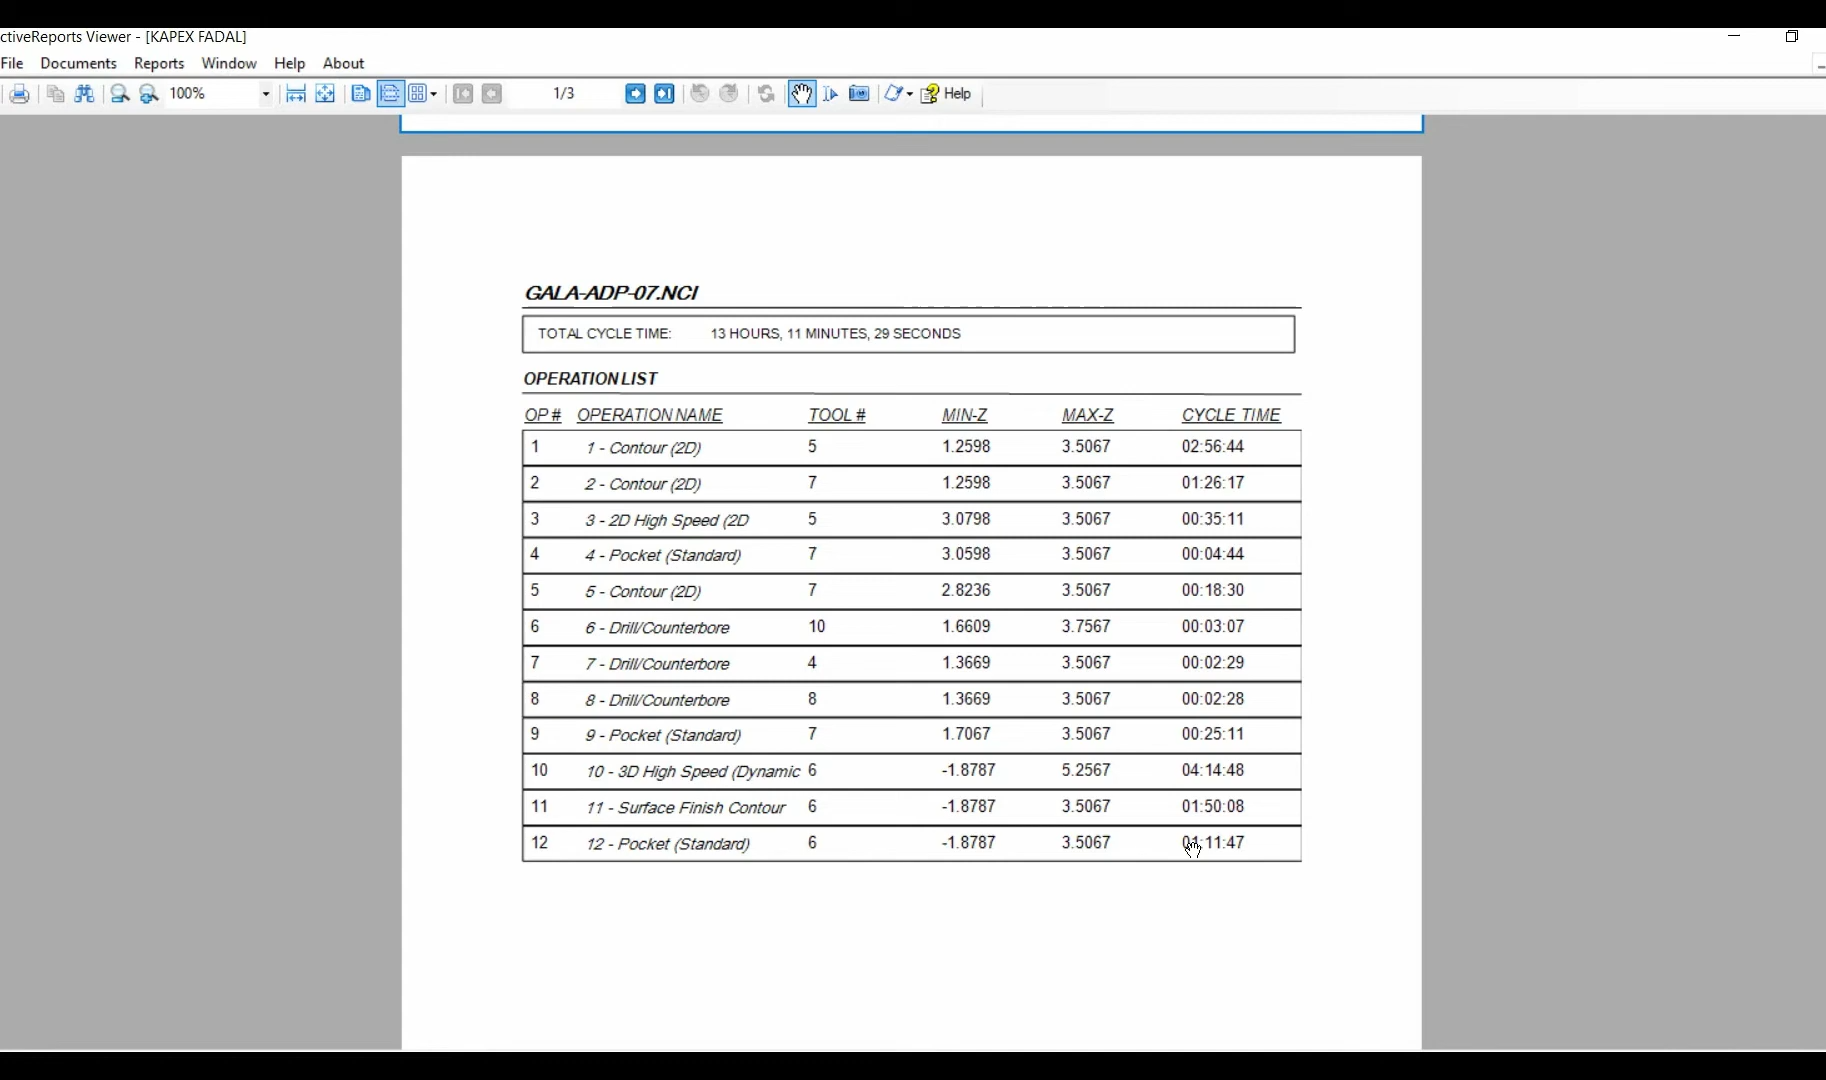 ctiveReports Viewer - [KAPEX FADAL]
File Documents Reports Window Help About
100% 1/3 Help
GALA-ADP-07.NCI
TOTAL CYCLE TIME: 13 HOURS, 11 MINUTES, 29 SECONDS
OPERATION LIST
OP # OPERATION NAME TOOL # MIN-Z MAX-Z CYCLE TIME
1 1 - Contour (2D) 5 1.2598 3.5067 02:56:44
2 2 - Contour (2D) 7 1.2598 3.5067 01:26:17
3 3 - 2D High Speed (2D 5 3.0798 3.5067 00:35:11
4 4 - Pocket (Standard) 7 3.0598 3.5067 00:04:44
5 5 - Contour (2D) 7 2.8236 3.5067 00:18:30
6 6 - Drill/Counterbore 10 1.6609 3.7567 00:03:07
7 7 - Drill/Counterbore 4 1.3669 3.5067 00:02:29
8 8 - Drill/Counterbore 8 1.3669 3.5067 00:02:28
9 9 - Pocket (Standard) 7 1.7067 3.5067 00:25:11
10 10 - 3D High Speed (Dynamic 6 -1.8787 5.2567 04:14:48
11 11 - Surface Finish Contour 6 -1.8787 3.5067 01:50:08
12 12 - Pocket (Standard) 6 -1.8787 3.5067 01:11:47